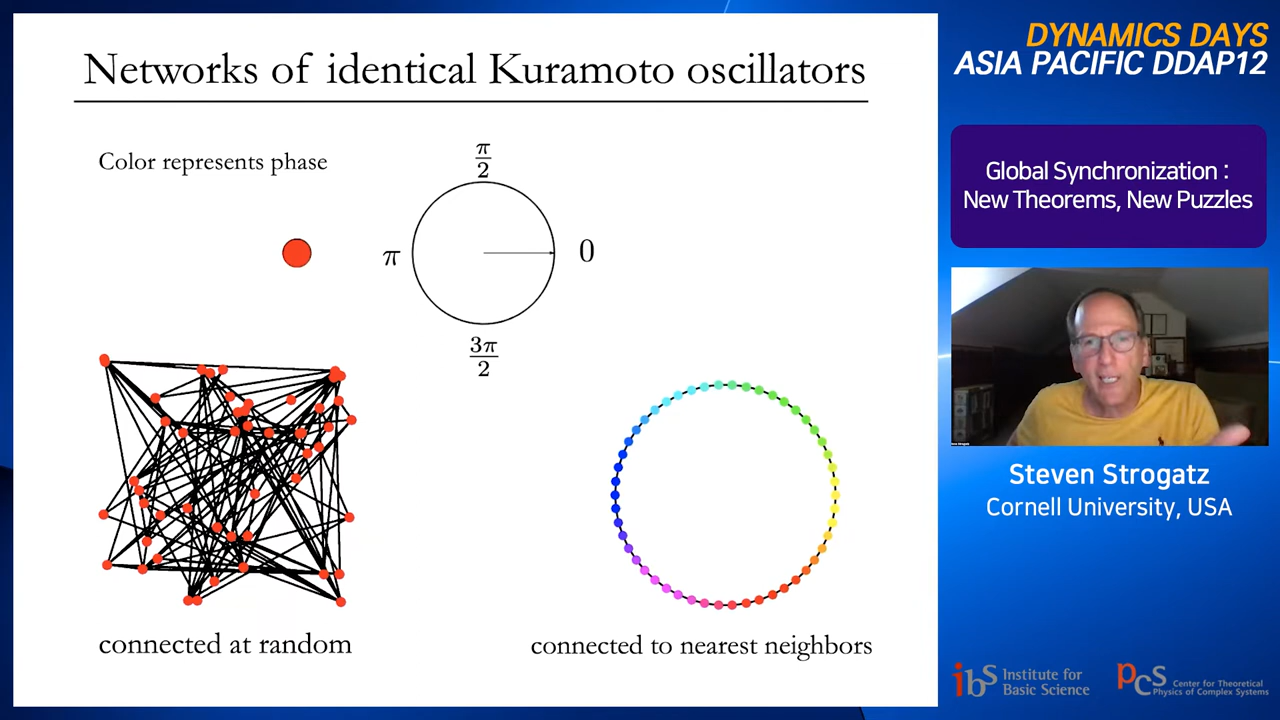 Networks of identical Kuramoto oscillators
Color represents phase
π/2
π
0
3π/2
connected at random
connected to nearest neighbors
DYNAMICS DAYS
ASIA PACIFIC DDAP12
Global Synchronization :
New Theorems, New Puzzles
Steven Strogatz
Cornell University, USA
ibS Institute for
Basic Science
PCS Center for Theoretical
Physics of Complex Systems